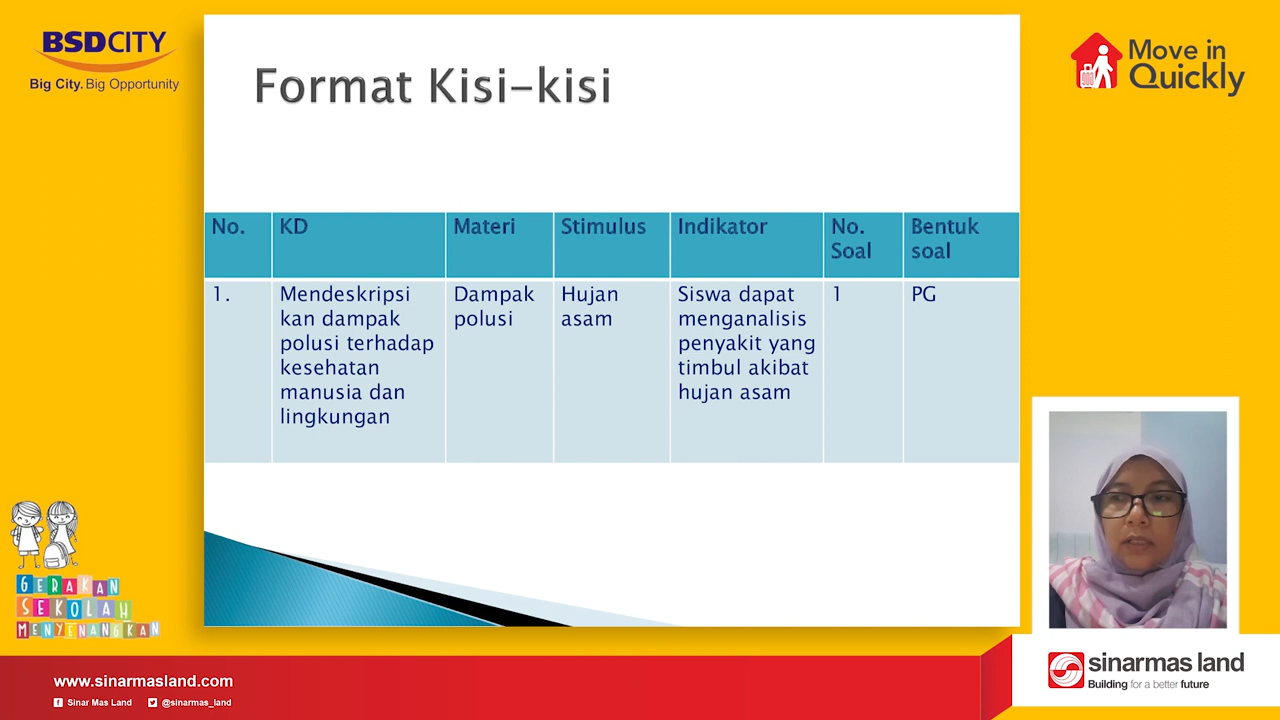 BSDCITY
Big City. Big Opportunity
Move in
Quickly
Format Kisi-kisi
No.
KD
Materi
Stimulus
Indikator
No.
Soal
Bentuk
soal
1.
Mendeskripsi
kan dampak
polusi terhadap
kesehatan
manusia dan
lingkungan
Dampak
polusi
Hujan
asam
Siswa dapat
menganalisis
penyakit yang
timbul akibat
hujan asam
1
PG
GERAKAN
SEKOLAH
MENYENANGKAN
www.sinarmasland.com
Sinar Mas Land
@sinarmas_land
sinarmas land
Building for a better future